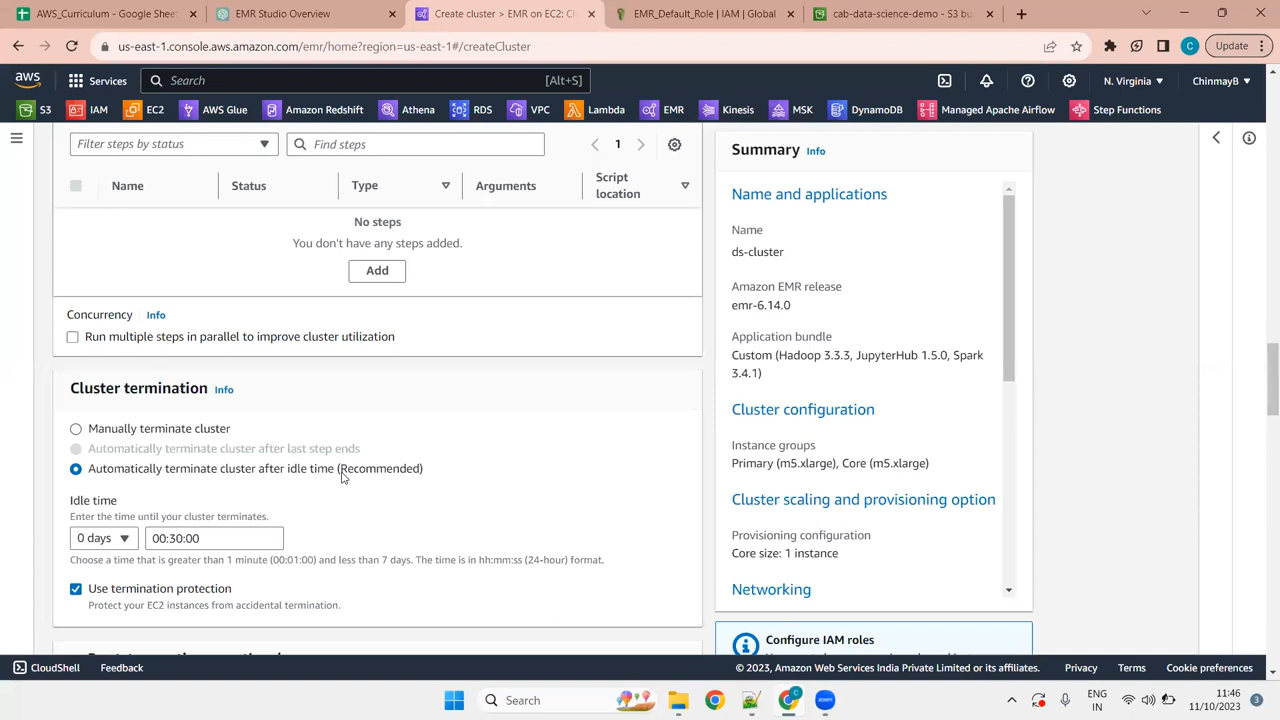 AWS_Curriculum - Google Sheet
EMR Studio Overview
Create cluster > EMR on EC2: Cl
EMR_Default_Role | IAM | Global
cab-data-science-demo - S3 buc
us-east-1.console.aws.amazon.com/emr/home?region=us-east-1#/createCluster
C
Update
aws
Services
Search
[Alt+S]
N. Virginia
ChinmayB
S3
IAM
EC2
AWS Glue
Amazon Redshift
Athena
RDS
VPC
Lambda
EMR
Kinesis
MSK
DynamoDB
Managed Apache Airflow
Step Functions
Filter steps by status
Find steps
1
Name
Status
Type
Arguments
Script
location
No steps
You don't have any steps added.
Add
Concurrency
Info
Run multiple steps in parallel to improve cluster utilization
Cluster termination
Info
Manually terminate cluster
Automatically terminate cluster after last step ends
Automatically terminate cluster after idle time (Recommended)
Idle time
Enter the time until your cluster terminates.
0 days
00:30:00
Choose a time that is greater than 1 minute (00:01:00) and less than 7 days. The time is in hh:mm:ss (24-hour) format.
Use termination protection
Protect your EC2 instances from accidental termination.
Summary
Info
Name and applications
Name
ds-cluster
Amazon EMR release
emr-6.14.0
Application bundle
Custom (Hadoop 3.3.3, JupyterHub 1.5.0, Spark
3.4.1)
Cluster configuration
Instance groups
Primary (m5.xlarge), Core (m5.xlarge)
Cluster scaling and provisioning option
Provisioning configuration
Core size: 1 instance
Networking
Configure IAM roles
CloudShell
Feedback
© 2023, Amazon Web Services India Private Limited or its affiliates.
Privacy
Terms
Cookie preferences
Search
zoom
ENG
IN
11:46
11/10/2023
3